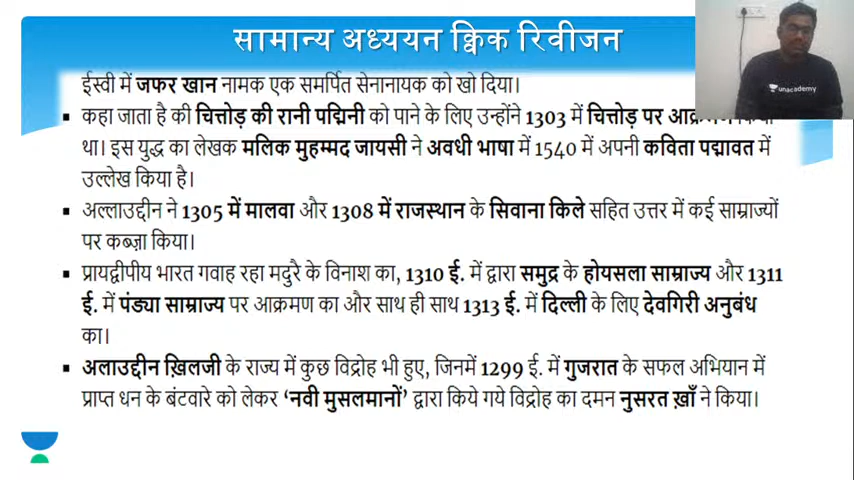 सामान्य अध्ययन क्विक रिवीजन
unacademy
ईस्वी में जफर खान नामक एक समर्पित सेनानायक को खो दिया।
कहा जाता है की चित्तोड़ की रानी पद्मिनी को पाने के लिए उन्होंने 1303 में चित्तोड़ पर
था। इस युद्ध का लेखक मलिक मुहम्मद जायसी ने अवधी भाषा में 1540 में अपनी कविता पद्मावत में
उल्लेख किया है।
अल्लाउद्दीन ने 1305 में मालवा और 1308 में राजस्थान के सिवाना किले सहित उत्तर में कई साम्राज्यों
पर कब्ज़ा किया।
प्रायद्वीपीय भारत गवाह रहा मदुरै के विनाश का, 1310 ई. में द्वारा समुद्र के होयसला साम्राज्य और 1311
ई. में पंड्या साम्राज्य पर आक्रमण का और साथ ही साथ 1313 ई. में दिल्ली के लिए देवगिरी अनुबंध
का।
अलाउद्दीन ख़िलजी के राज्य में कुछ विद्रोह भी हुए, जिनमें 1299 ई. में गुजरात के सफल अभियान में
प्राप्त धन के बंटवारे को लेकर ‘नवी मुसलमानों’ द्वारा किये गये विद्रोह का दमन नुसरत ख़ाँ ने किया।